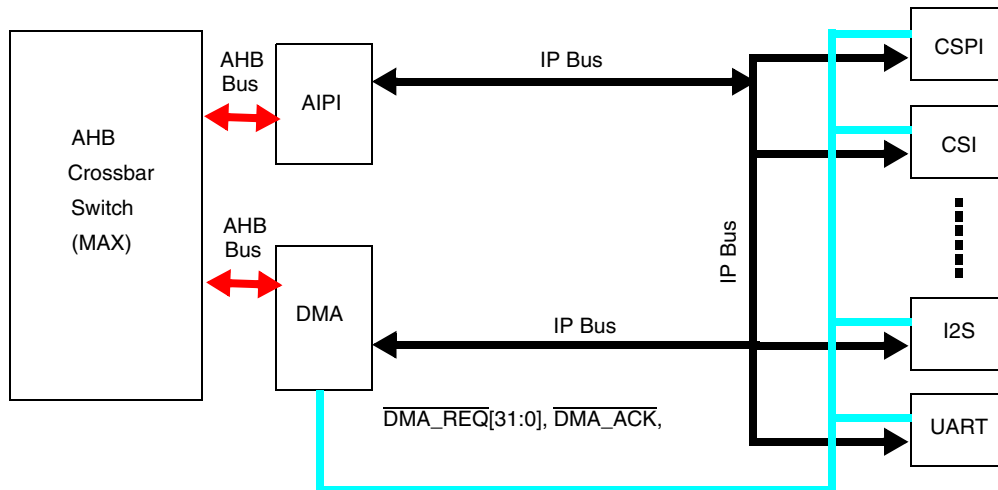 AHB
Crossbar
Switch
(MAX)
AHB
Bus
AIPI
IP Bus
AHB
Bus
DMA
IP Bus
IP Bus
DMA_REQ[31:0], DMA_ACK,
CSPI
CSI
I2S
UART